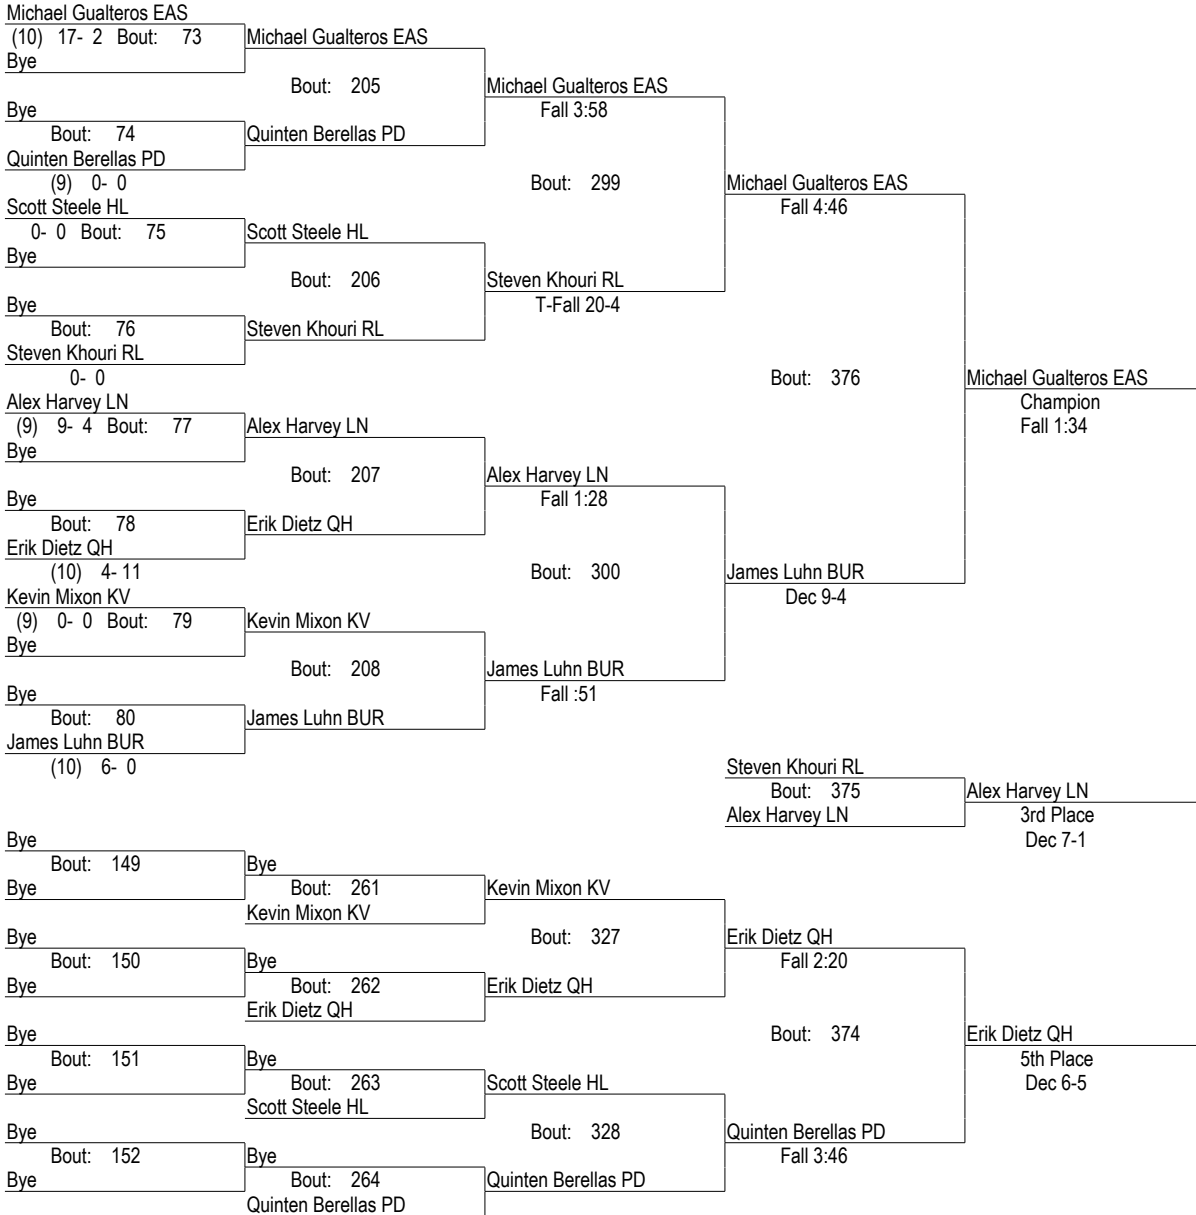 Michael Gualteros EAS
(10) 17- 2 Bout: 73 Michael Gualteros EAS
Bye
Bout: 205 Michael Gualteros EAS
Bye Fall 3:58
Bout: 74 Quinten Berellas PD
Quinten Berellas PD
(9) 0- 0 Bout: 299 Michael Gualteros EAS
Scott Steele HL Fall 4:46
0- 0 Bout: 75 Scott Steele HL
Bye
Bout: 206 Steven Khouri RL
Bye T-Fall 20-4
Bout: 76 Steven Khouri RL
Steven Khouri RL
0- 0 Bout: 376 Michael Gualteros EAS
Alex Harvey LN Champion
(9) 9- 4 Bout: 77 Alex Harvey LN Fall 1:34
Bye
Bout: 207 Alex Harvey LN
Bye Fall 1:28
Bout: 78 Erik Dietz QH
Erik Dietz QH
(10) 4- 11 Bout: 300 James Luhn BUR
Kevin Mixon KV Dec 9-4
(9) 0- 0 Bout: 79 Kevin Mixon KV
Bye
Bout: 208 James Luhn BUR
Bye Fall :51
Bout: 80 James Luhn BUR
James Luhn BUR
(10) 6- 0 Steven Khouri RL
Bout: 375 Alex Harvey LN
Alex Harvey LN 3rd Place
Bye Dec 7-1
Bout: 149 Bye
Bye Bout: 261 Kevin Mixon KV
Kevin Mixon KV
Bye Bout: 327 Erik Dietz QH
Bout: 150 Bye Fall 2:20
Bye Bout: 262 Erik Dietz QH
Erik Dietz QH
Bye Bout: 374 Erik Dietz QH
Bout: 151 Bye 5th Place
Bye Bout: 263 Scott Steele HL Dec 6-5
Scott Steele HL
Bye Bout: 328 Quinten Berellas PD
Bout: 152 Bye Fall 3:46
Bye Bout: 264 Quinten Berellas PD
Quinten Berellas PD